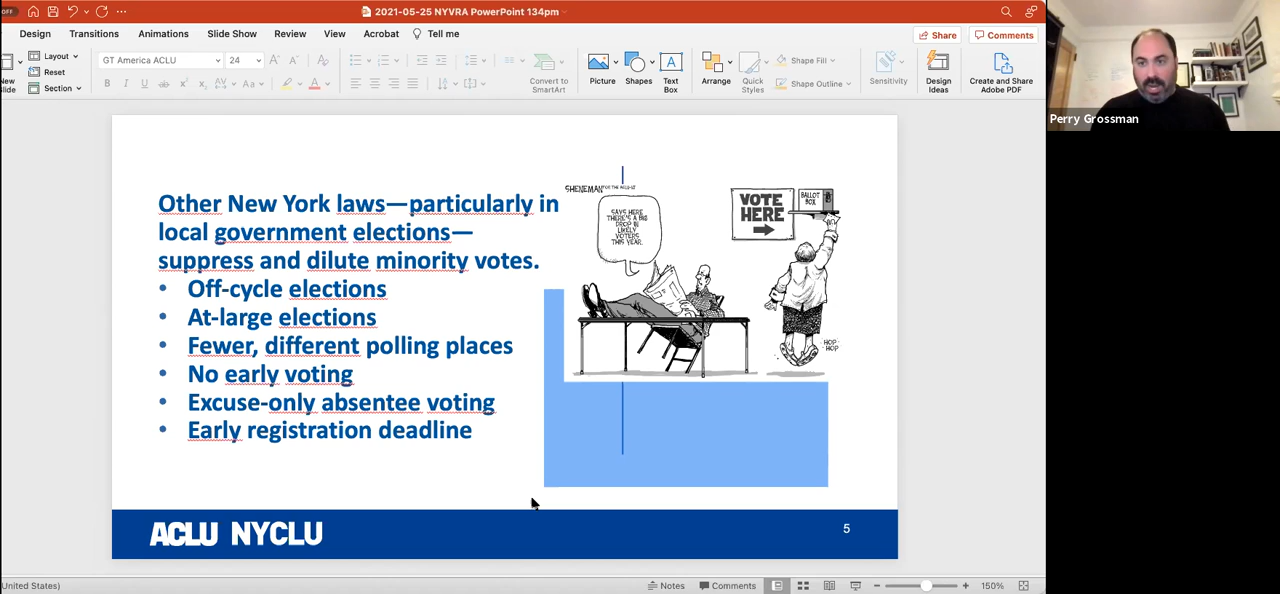 OFF
2021-05-25 NYVRA PowerPoint 134pm
Design Transitions Animations Slide Show Review View Acrobat Tell me
Share Comments
New Slide
Layout
Reset
Section
GT America ACLU 24
B I U
Convert to SmartArt
Picture Shapes Text Box
Arrange Quick Styles
Shape Fill
Shape Outline
Sensitivity
Design Ideas
Create and Share Adobe PDF
Perry Grossman
Other New York laws—particularly in
local government elections—
suppress and dilute minority votes.
• Off-cycle elections
• At-large elections
• Fewer, different polling places
• No early voting
• Excuse-only absentee voting
• Early registration deadline
SHENEMAN
SAYS HERE
THERE'S A BIG
DROP IN
LIKELY
VOTERS
THIS YEAR.
VOTE
HERE
BALLOT
BOX
HOP
HOP
ACLU NYCLU
5
United States)
Notes Comments 150%